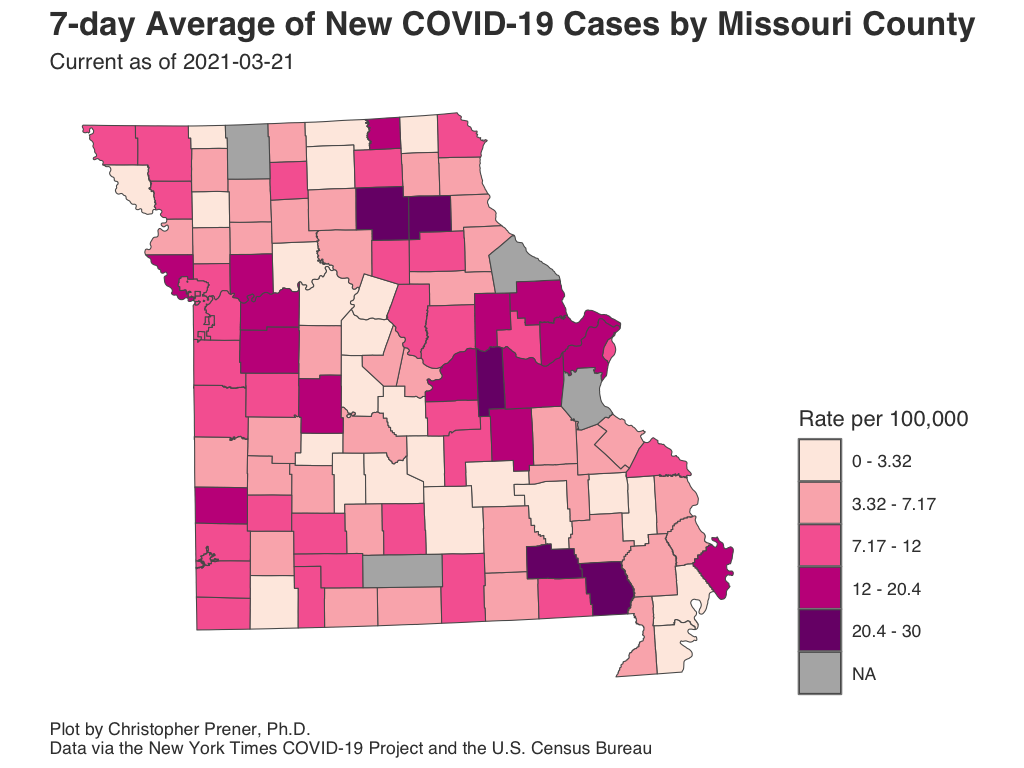 7-day Average of New COVID-19 Cases by Missouri County
Current as of 2021-03-21
Rate per 100,000
0 - 3.32
3.32 - 7.17
7.17 - 12
12 - 20.4
20.4 - 30
NA
Plot by Christopher Prener, Ph.D.
Data via the New York Times COVID-19 Project and the U.S. Census Bureau